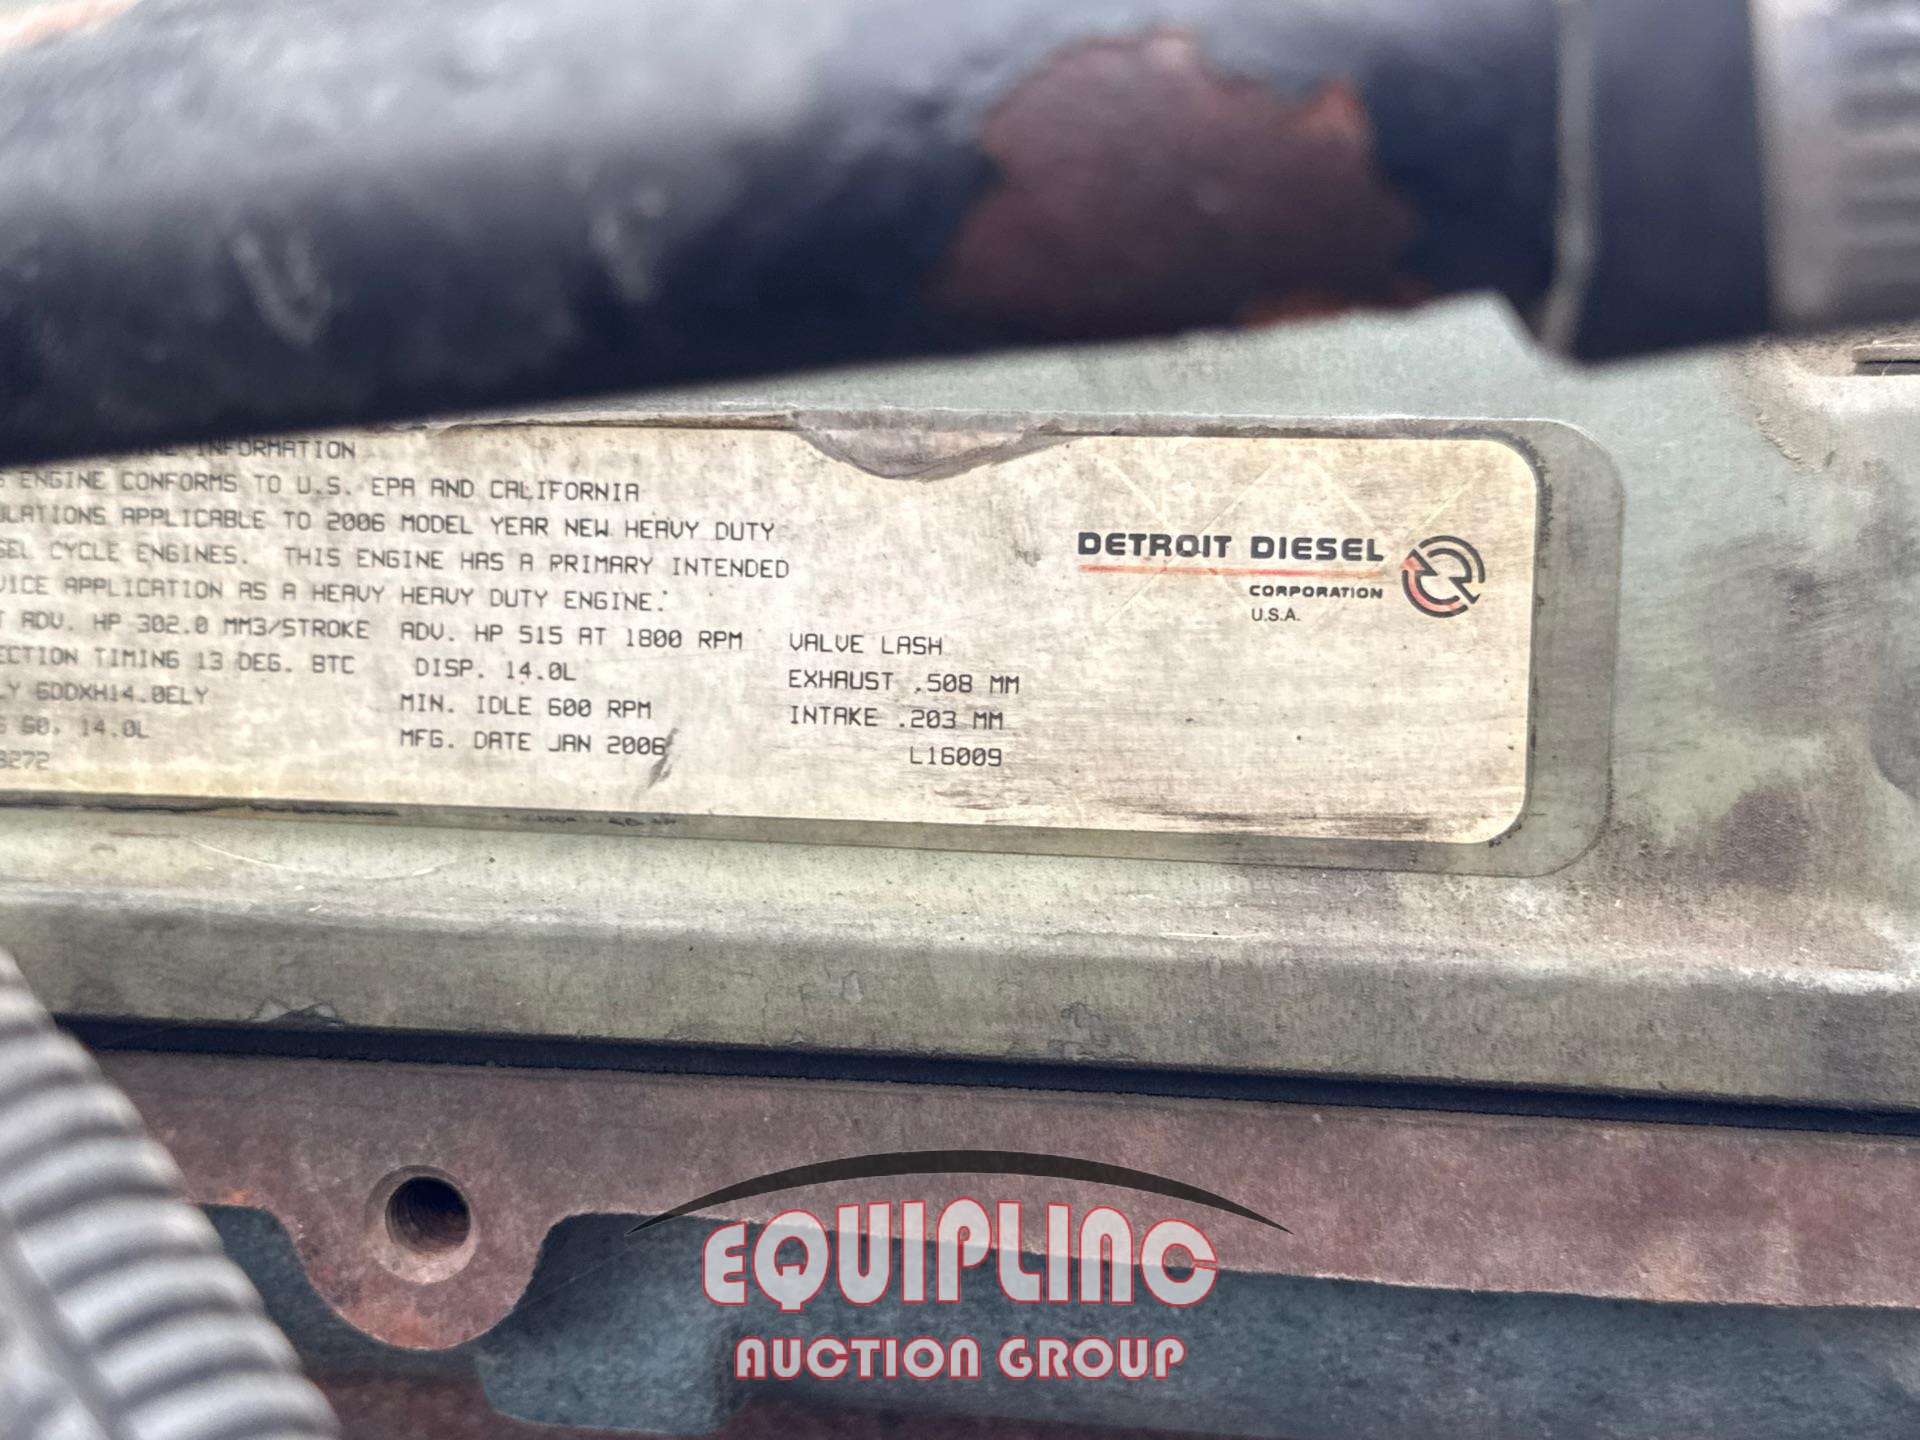 INFORMATION
ENGINE CONFORMS TO U.S. EPA AND CALIFORNIA
ULATIONS APPLICABLE TO 2006 MODEL YEAR NEW HEAVY DUTY
SEL CYCLE ENGINES. THIS ENGINE HAS A PRIMARY INTENDED
VICE APPLICATION AS A HEAVY HEAVY DUTY ENGINE.
T ADV. HP 302.0 MM3/STROKE ADV. HP 515 AT 1800 RPM
ECTION TIMING 13 DEG. BTC DISP. 14.0L
LY 6DDXH14.0ELY MIN. IDLE 600 RPM
60, 14.0L MFG. DATE JAN 2006
3272
VALVE LASH
EXHAUST .508 MM
INTAKE .203 MM
L16009
DETROIT DIESEL
CORPORATION
U.S.A.
EQUIPLINC
AUCTION GROUP